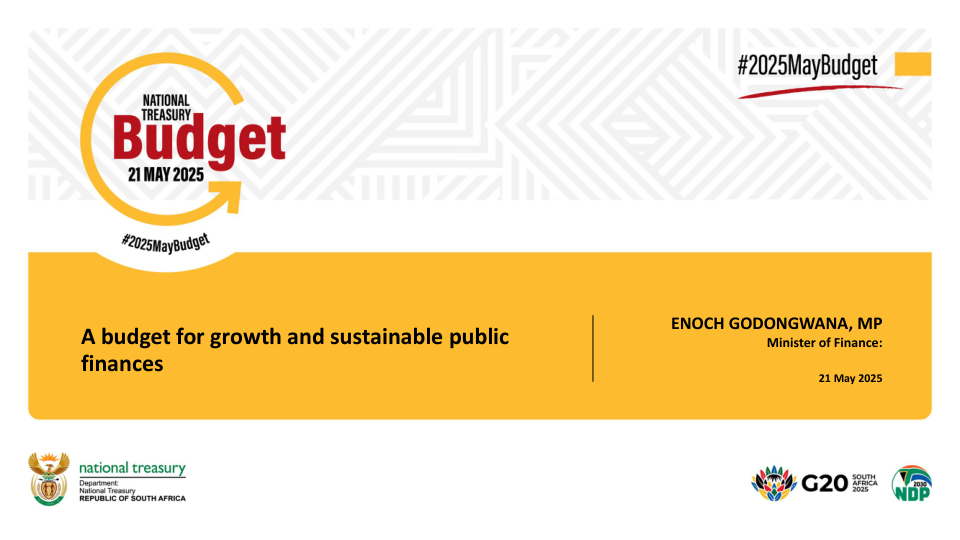 #2025MayBudget
NATIONAL
TREASURY
Budget
21 MAY 2025
#2025MayBudget
A budget for growth and sustainable public
finances
ENOCH GODONGWANA, MP
Minister of Finance:
21 May 2025
national treasury
Department:
National Treasury
REPUBLIC OF SOUTH AFRICA
G20
SOUTH
AFRICA
2025
2030
NDP